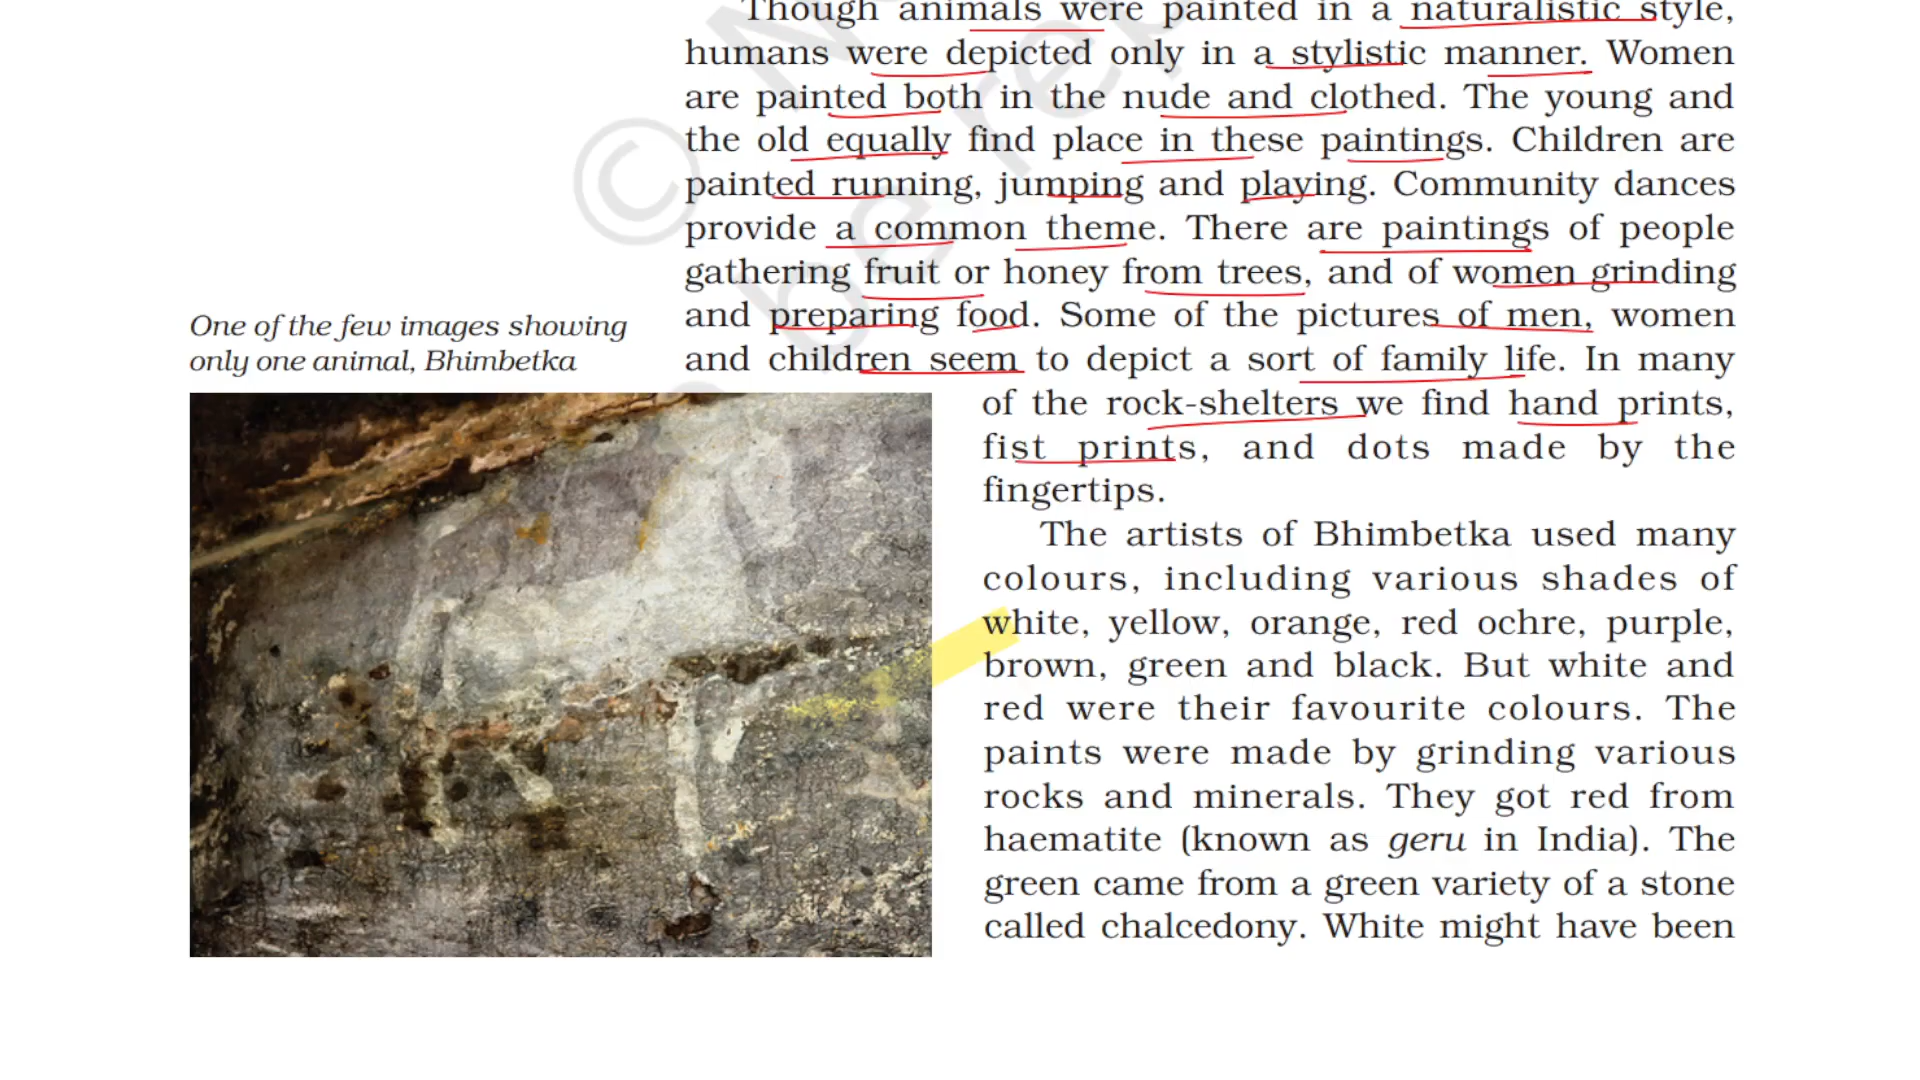 Though animals were painted in a naturalistic style,
humans were depicted only in a stylistic manner. Women
are painted both in the nude and clothed. The young and
the old equally find place in these paintings. Children are
painted running, jumping and playing. Community dances
provide a common theme. There are paintings of people
gathering fruit or honey from trees, and of women grinding
and preparing food. Some of the pictures of men, women
and children seem to depict a sort of family life. In many
of the rock-shelters we find hand prints,
fist prints, and dots made by the
fingertips.
One of the few images showing
only one animal, Bhimbetka
The artists of Bhimbetka used many
colours, including various shades of
white, yellow, orange, red ochre, purple,
brown, green and black. But white and
red were their favourite colours. The
paints were made by grinding various
rocks and minerals. They got red from
haematite (known as geru in India). The
green came from a green variety of a stone
called chalcedony. White might have been